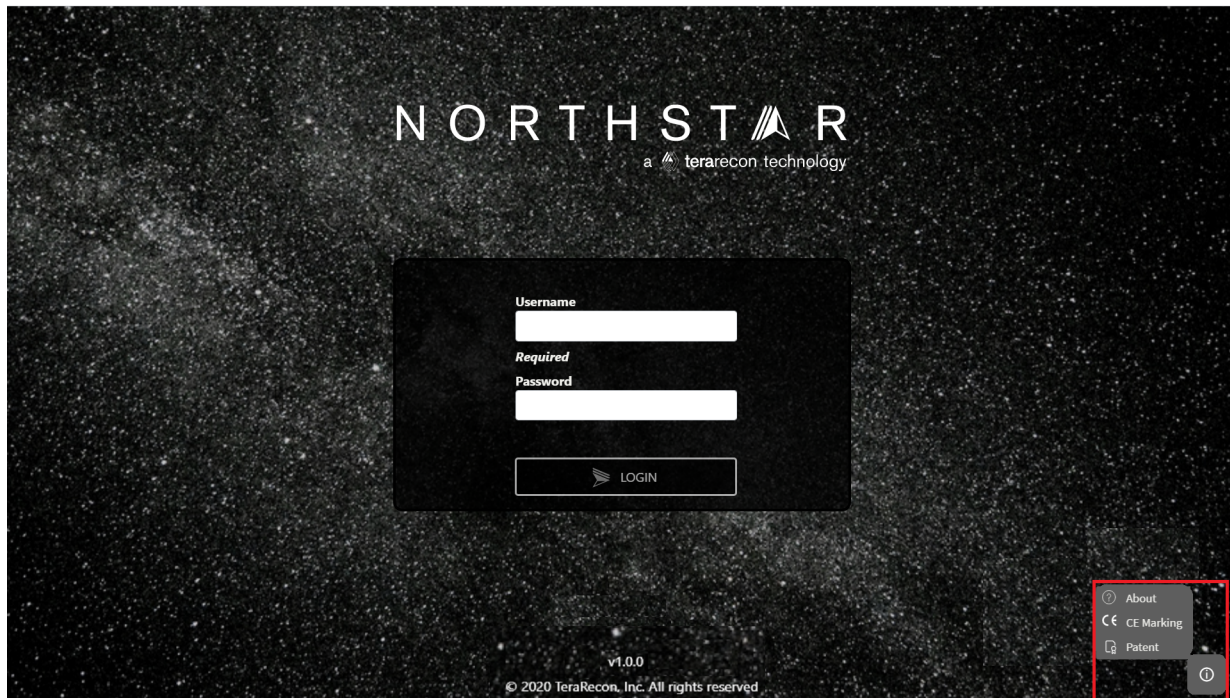 NORTHSTAR
a terarecon technology
Username
Required
Password
LOGIN
About
CE CE Marking
Patent
v1.0.0
© 2020 TeraRecon, Inc. All rights reserved